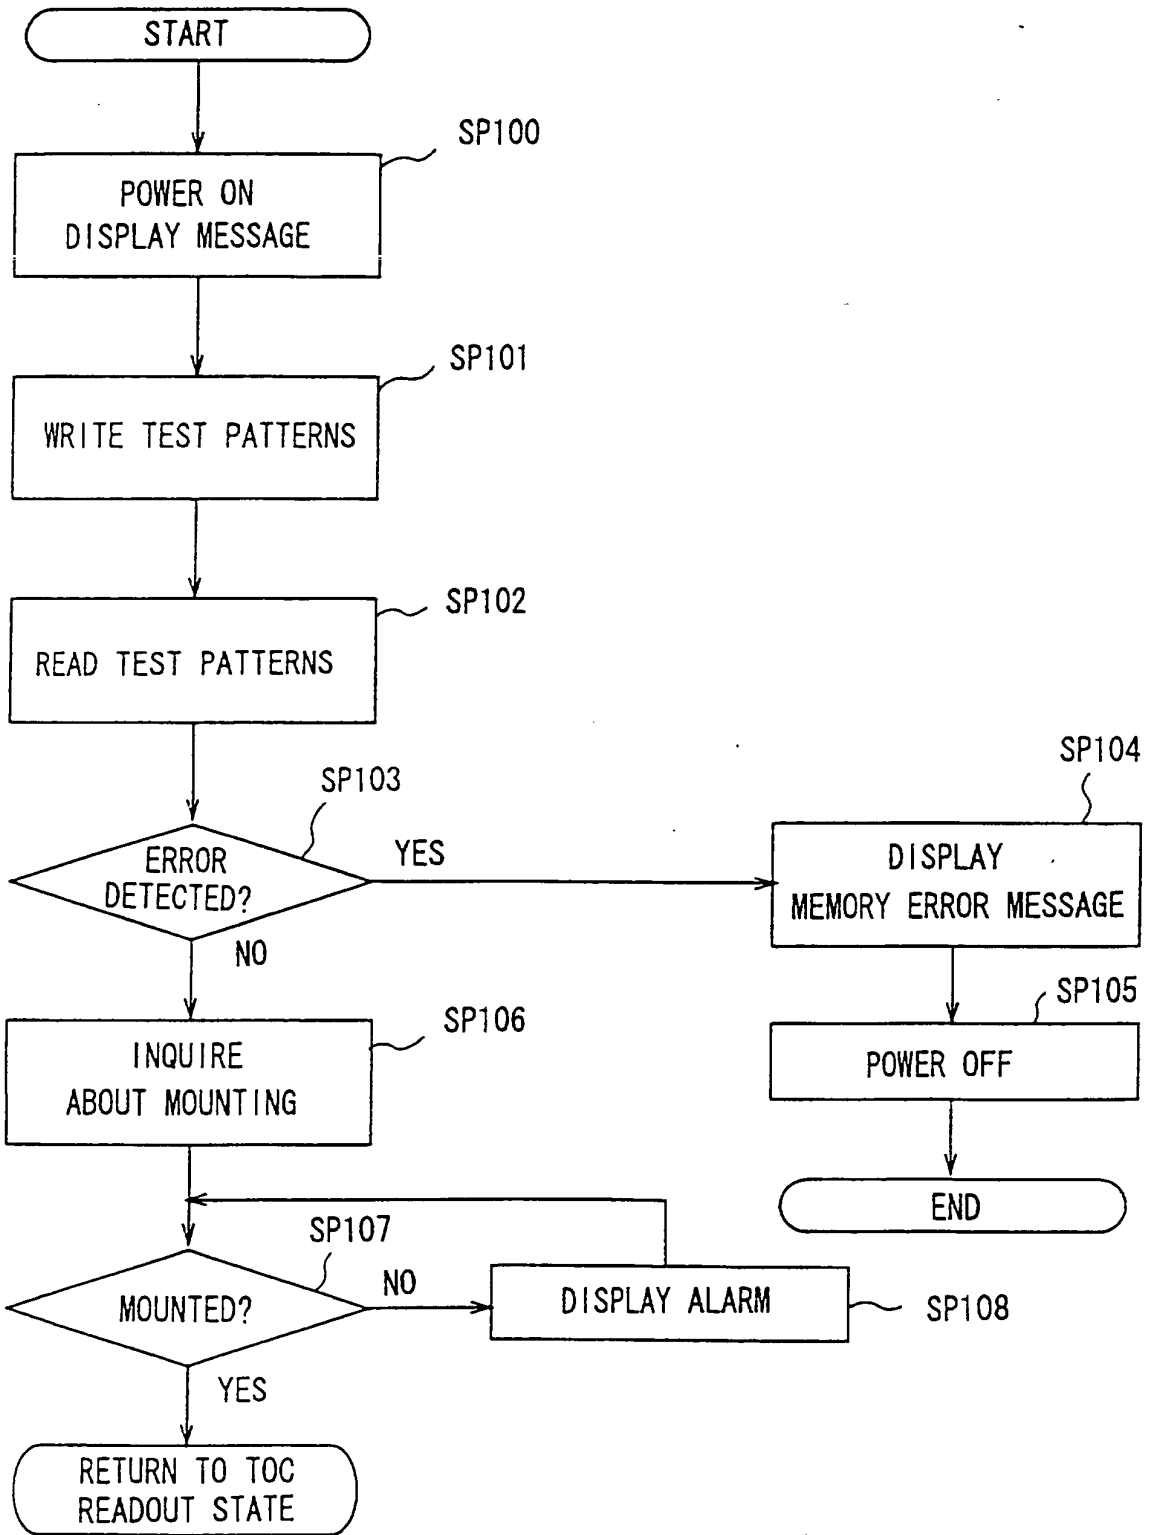 START
SP100
POWER ON
DISPLAY MESSAGE
SP101
WRITE TEST PATTERNS
SP102
READ TEST PATTERNS
SP103
ERROR
DETECTED?
YES
NO
SP104
DISPLAY
MEMORY ERROR MESSAGE
SP105
POWER OFF
END
SP106
INQUIRE
ABOUT MOUNTING
SP107
MOUNTED?
NO
DISPLAY ALARM
SP108
YES
RETURN TO TOC
READOUT STATE